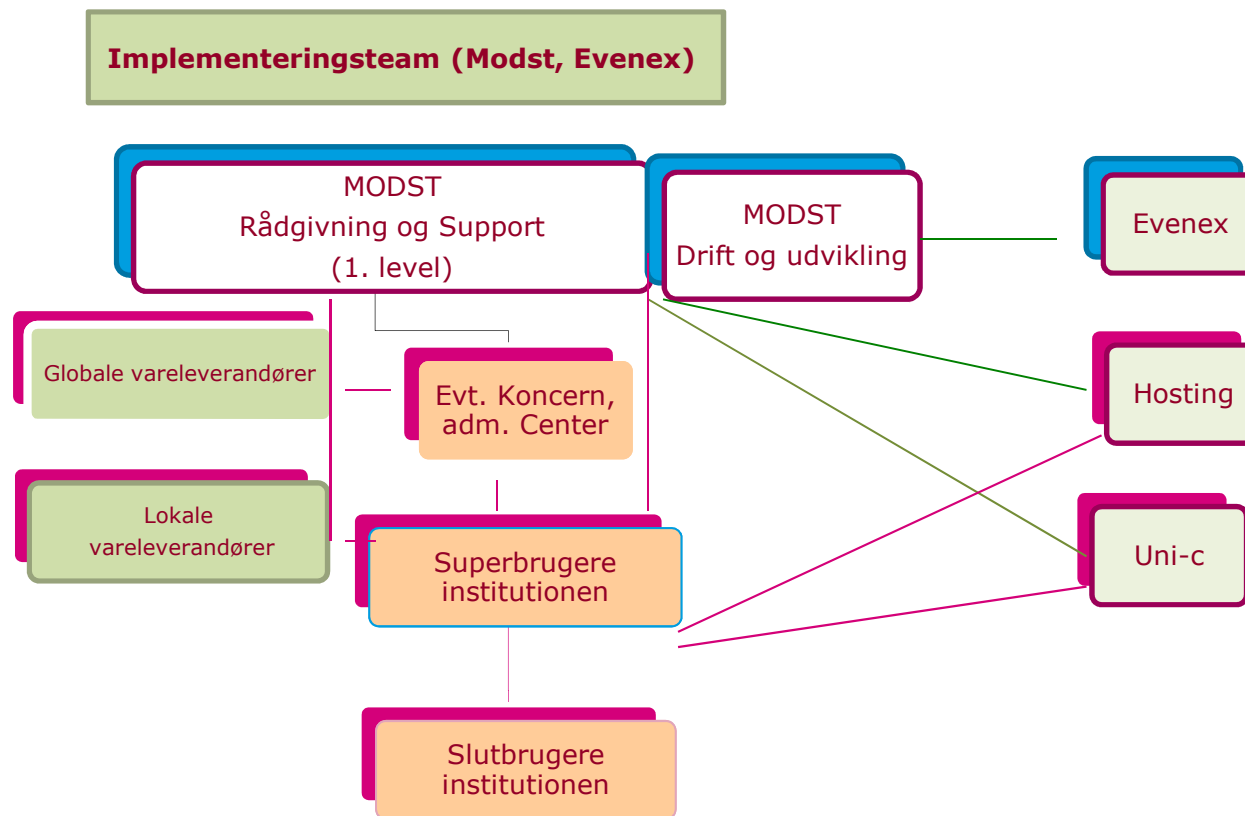 Implementeringsteam (Modst, Evenex)
MODST
Rådgivning og Support
(1. level)
MODST
Drift og udvikling
Evenex
Globale vareleverandører
Evt. Koncern,
adm. Center
Hosting
Lokale
vareleverandører
Superbrugere
institutionen
Uni-c
Slutbrugere
institutionen